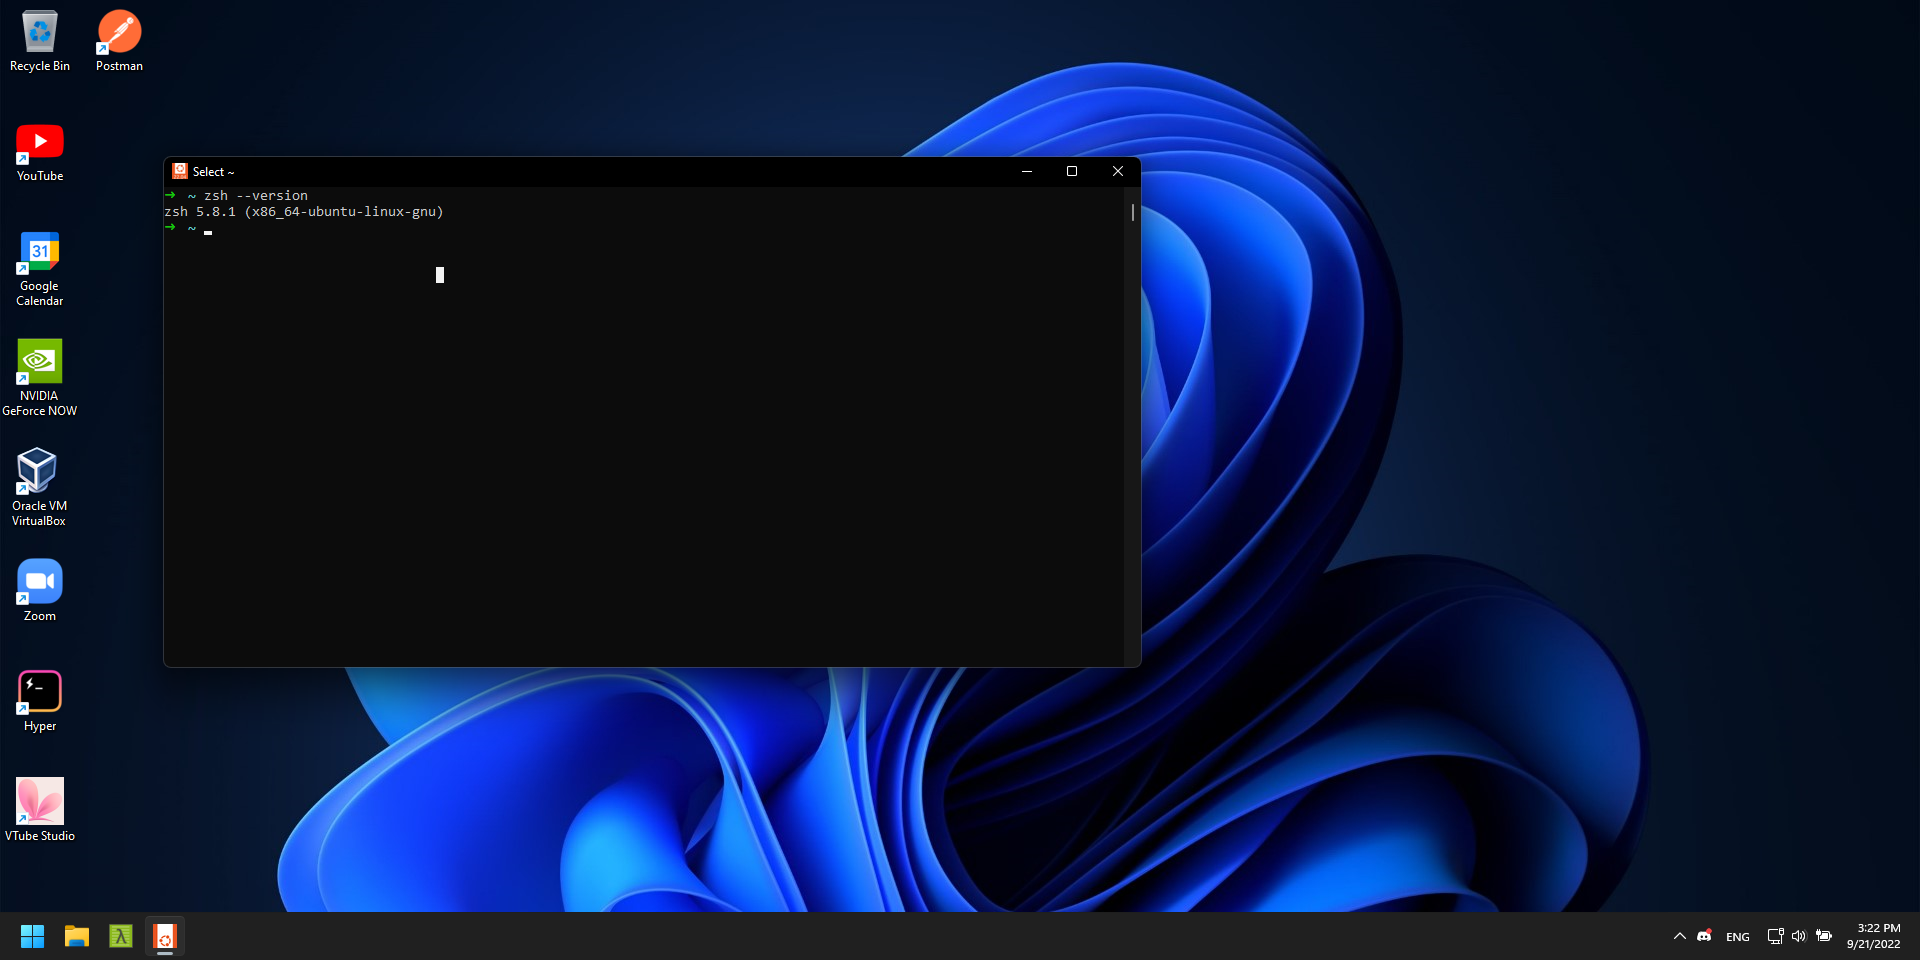 Recycle Bin
Postman
YouTube
31
Google
Calendar
NVIDIA
GeForce NOW
Oracle VM
VirtualBox
Zoom
Hyper
VTube Studio
Select ~
➜ ~ zsh --version
zsh 5.8.1 (x86_64-ubuntu-linux-gnu)
➜ ~
ENG
3:22 PM
9/21/2022